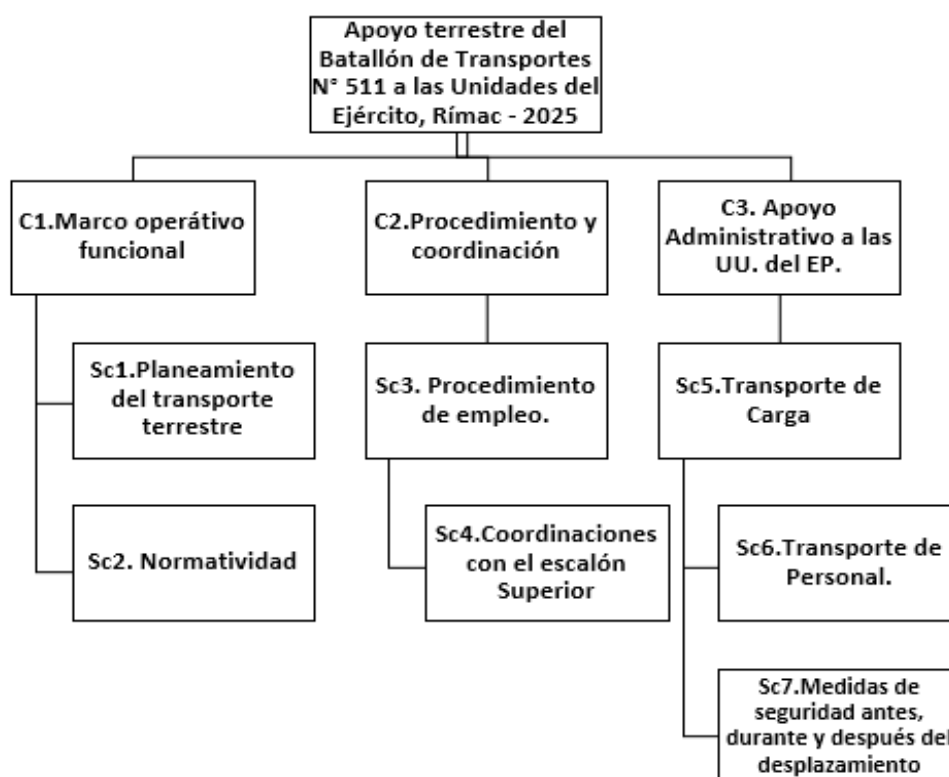 Apoyo terrestre del
Batallón de Transportes
N° 511 a las Unidades del
Ejército, Rímac - 2025
C1.Marco operátivo
funcional
C2.Procedimiento y
coordinación
C3. Apoyo
Administrativo a las
UU. del EP.
Sc1.Planeamiento
del transporte
terrestre
Sc3. Procedimiento
de empleo.
Sc5.Transporte de
Carga
Sc2. Normatividad
Sc4.Coordinaciones
con el escalón
Superior
Sc6.Transporte de
Personal.
Sc7.Medidas de
seguridad antes,
durante y después del
desplazamiento